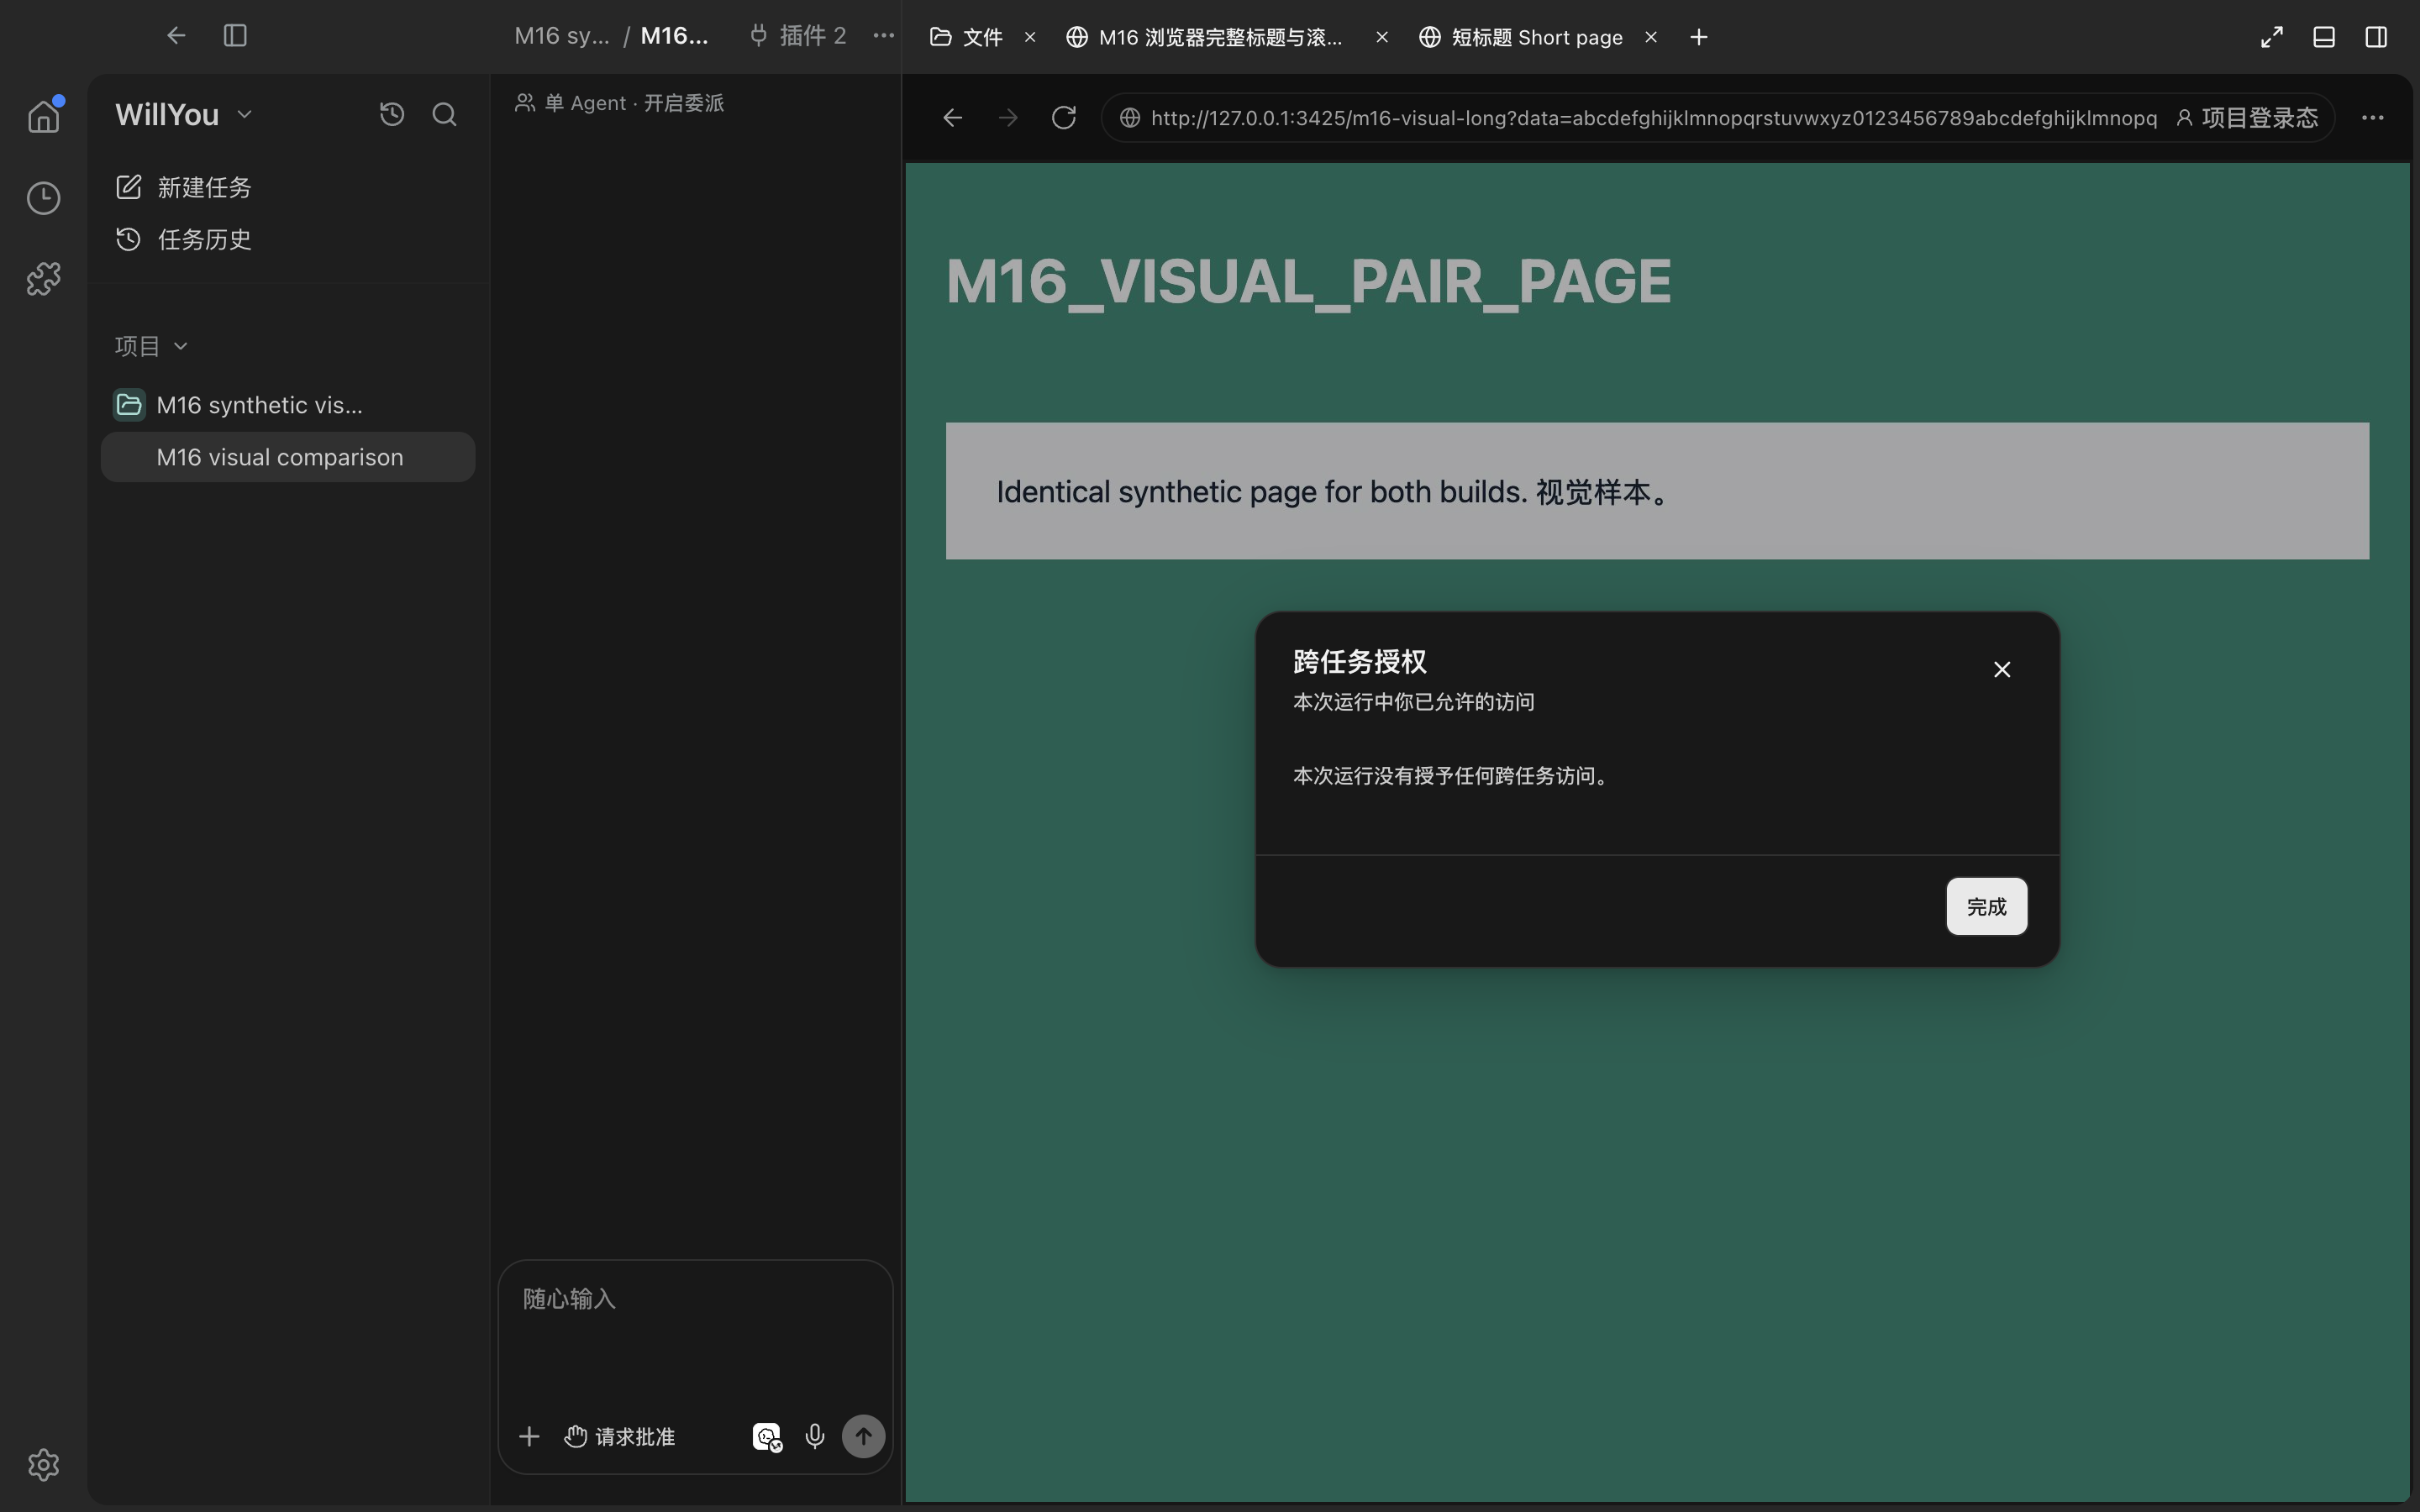 M16 sy... / M16... 插件 2
文件
M16 浏览器完整标题与滚...
短标题 Short page
WillYou
新建任务
任务历史
项目
M16 synthetic vis...
M16 visual comparison
单 Agent · 开启委派
随心输入
请求批准
http://127.0.0.1:3425/m16-visual-long?data=abcdefghijklmnopqrstuvwxyz0123456789abcdefghijklmnopq
项目登录态
M16_VISUAL_PAIR_PAGE
Identical synthetic page for both builds. 视觉样本。
跨任务授权
本次运行中你已允许的访问
本次运行没有授予任何跨任务访问。
完成